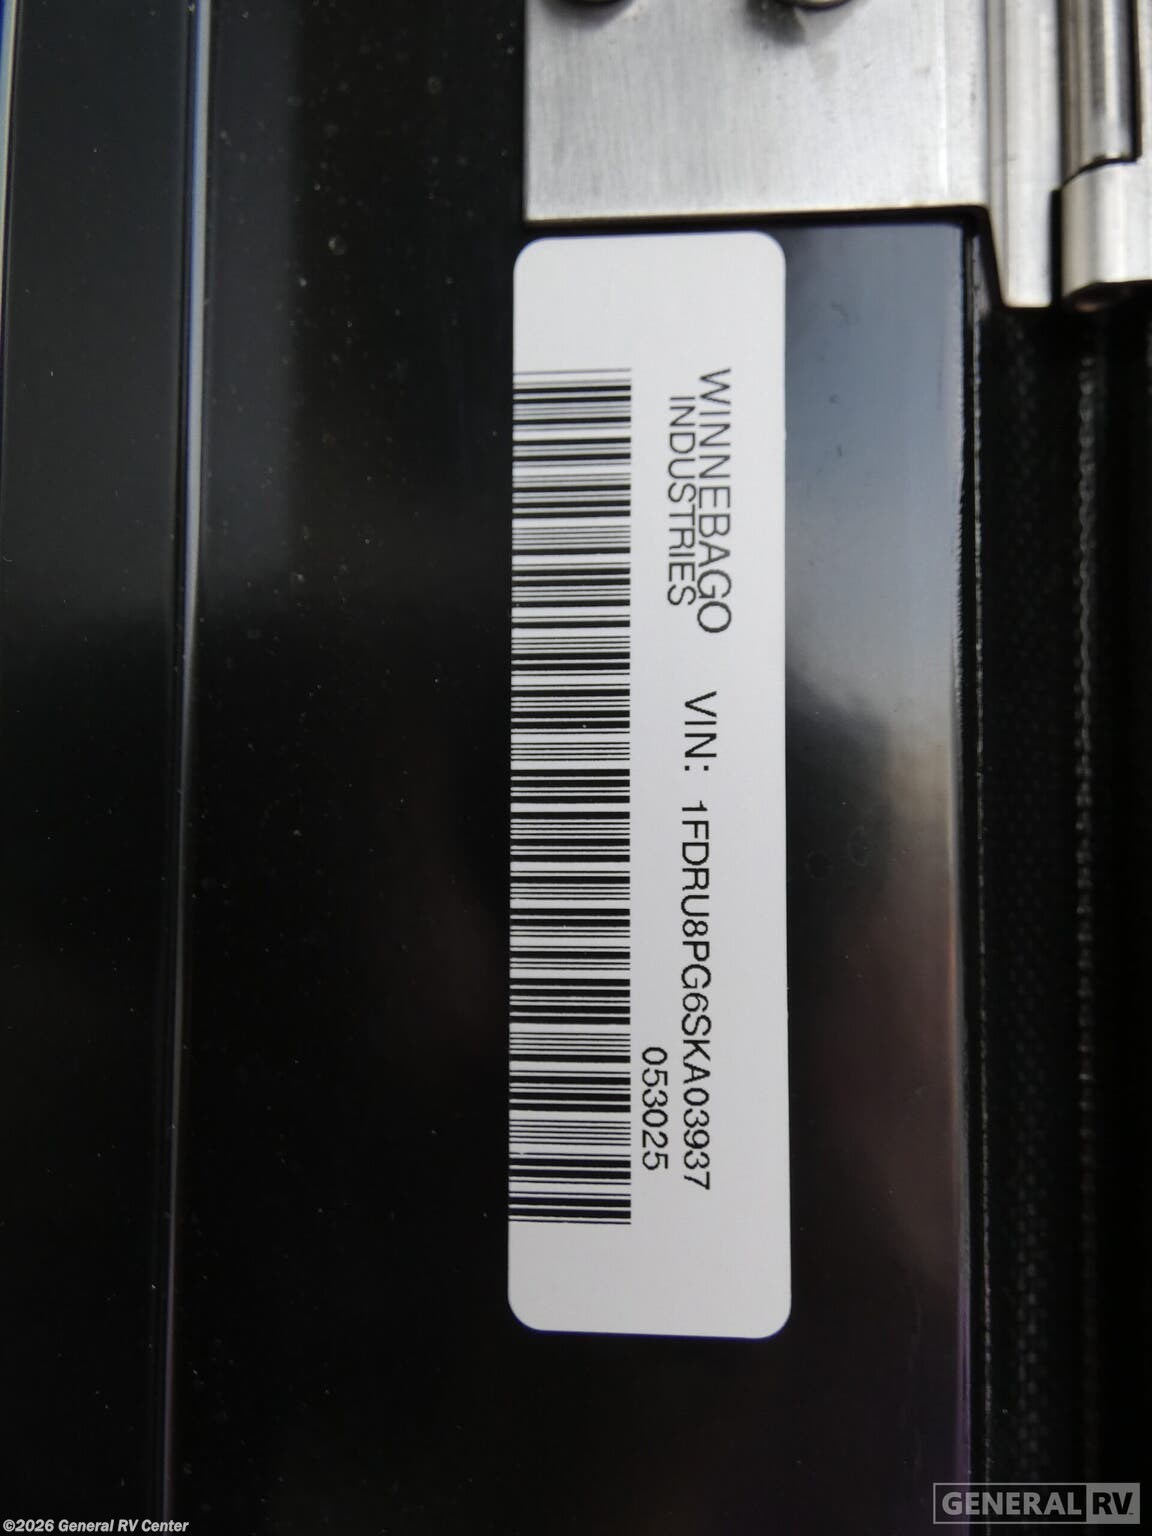 WINNEBAGO
INDUSTRIES
VIN: 1FDRU8PG6SKA03937
053025
GENERAL RV
©2026 General RV Center